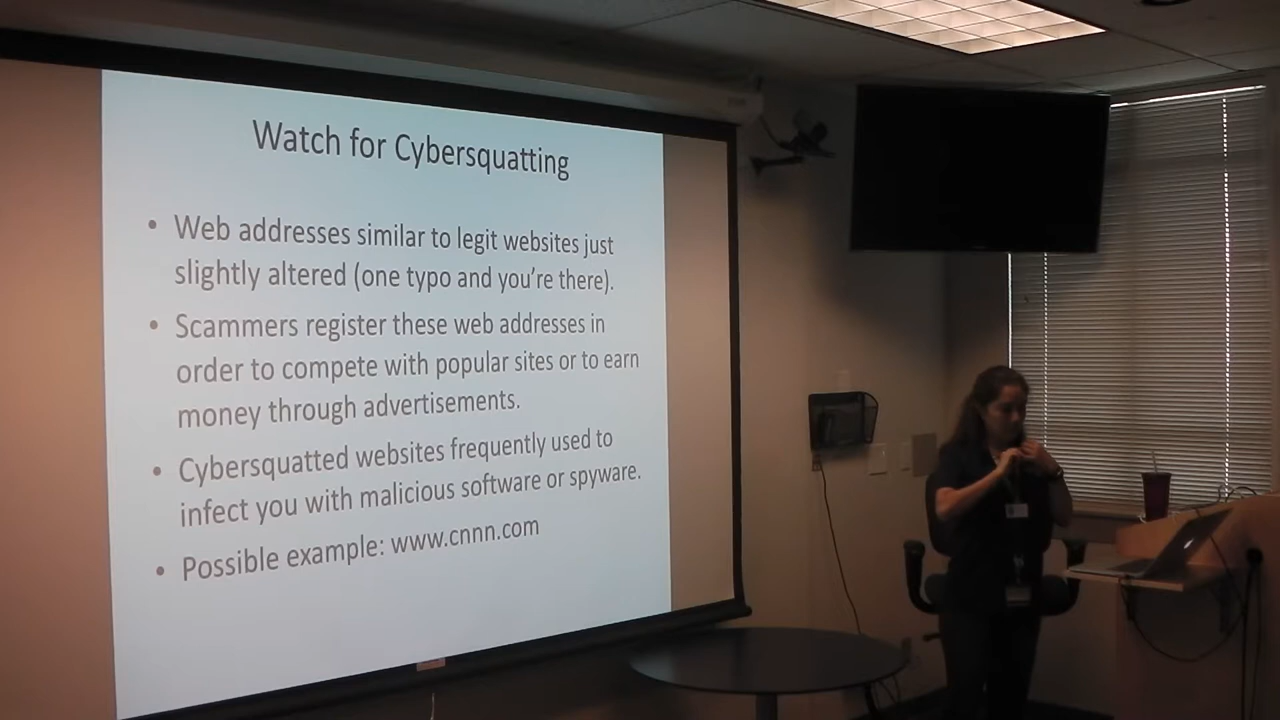 Watch for Cybersquatting
• Web addresses similar to legit websites just
slightly altered (one typo and you're there).
• Scammers register these web addresses in
order to compete with popular sites or to earn
money through advertisements.
• Cybersquatted websites frequently used to
infect you with malicious software or spyware.
• Possible example: www.cnnn.com